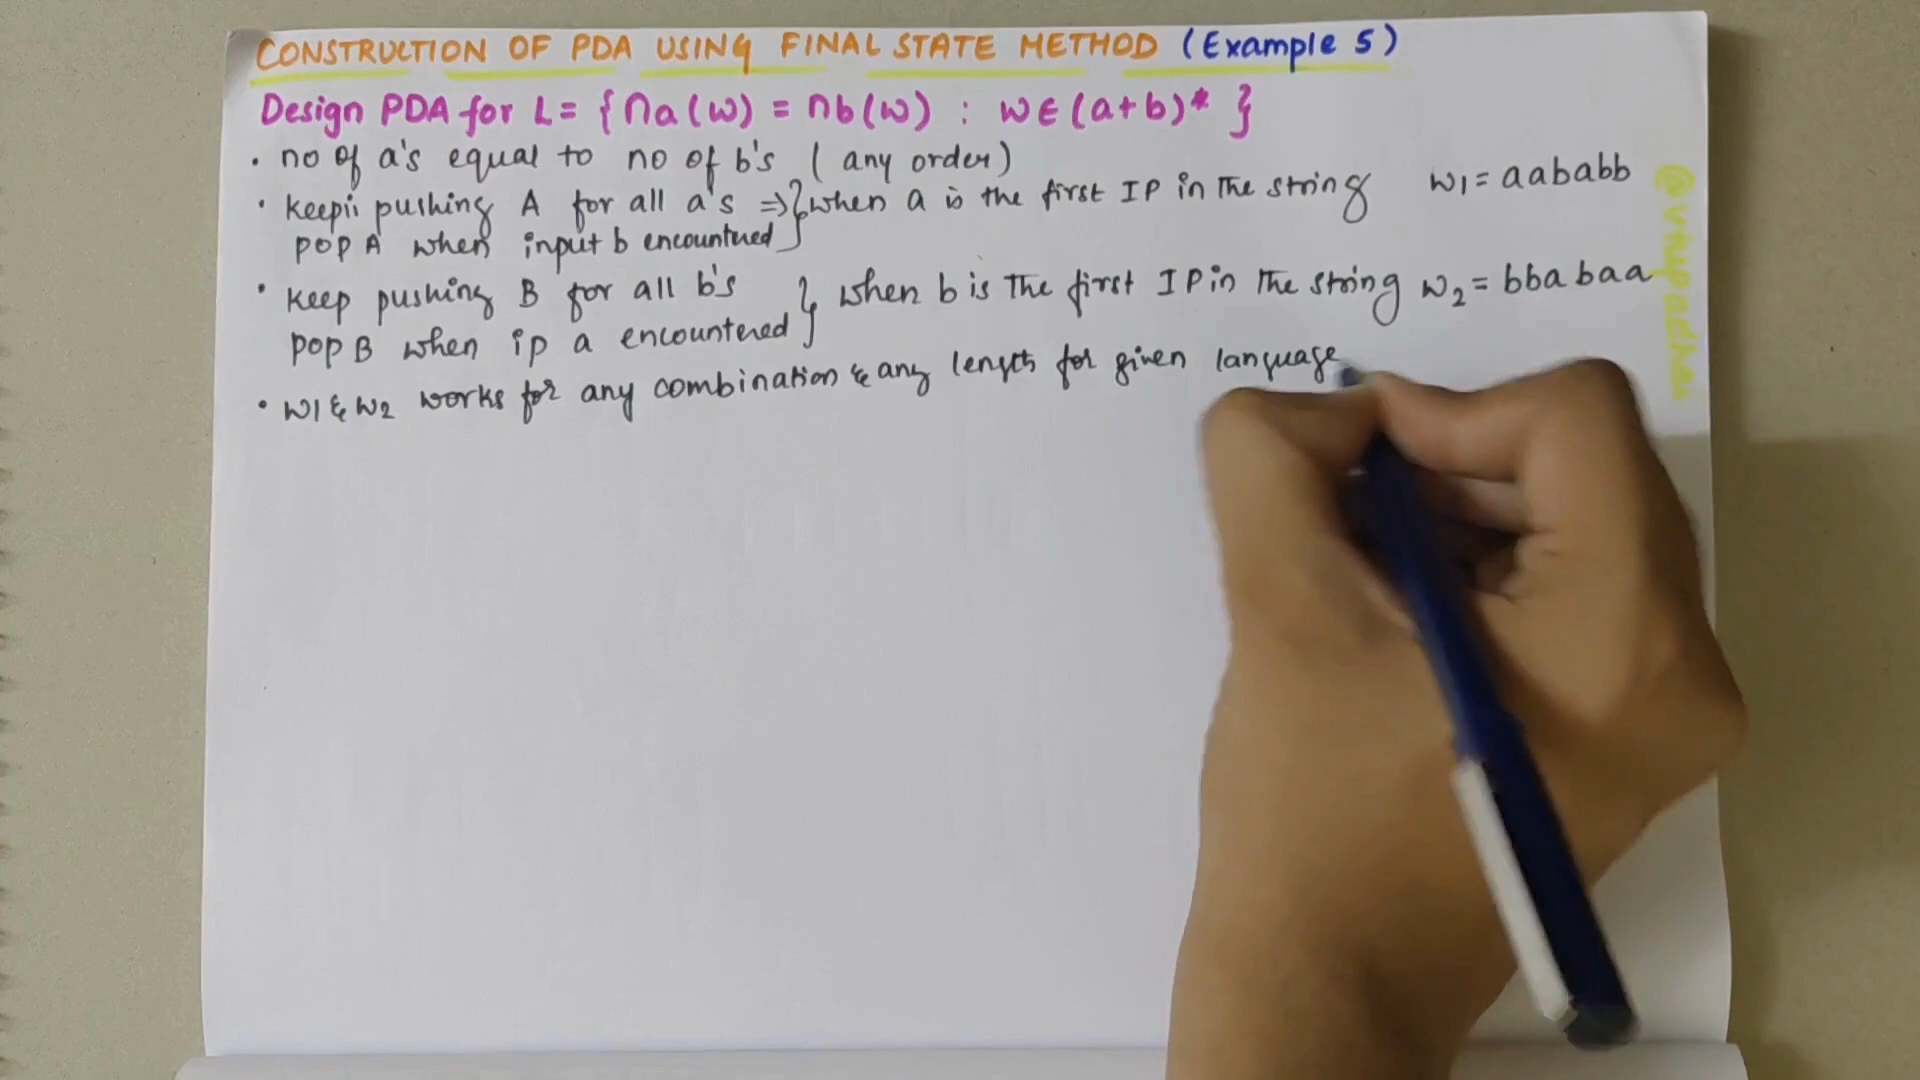 CONSTRUCTION OF PDA USING FINAL STATE METHOD (Example 5)
Design PDA for L = { na(w) = nb(w) : w ∈ (a+b)* }
• no of a's equal to no of b's ( any order)
• keepii pushing A for all a's ⇒ } when a is the first IP in the string w1 = aababb
pop A when input b encountered
• keep pushing B for all b's } when b is the first IP in the string w2 = bbabaa
pop B when ip a encountered
• w1 & w2 works for any combination & any length for given language